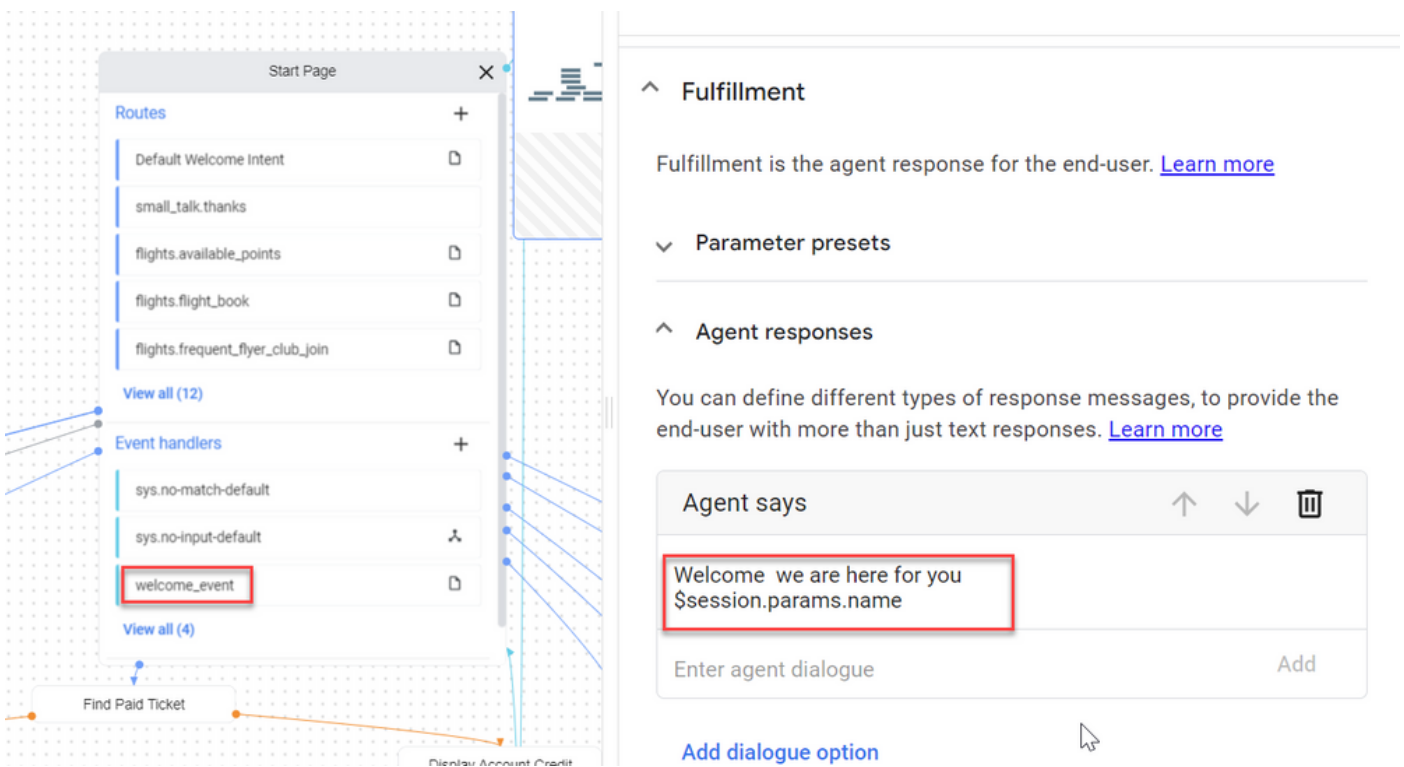 Start Page
Routes
Default Welcome Intent
small_talk.thanks
flights.available_points
flights.flight_book
flights.frequent_flyer_club_join
View all (12)
Event handlers
sys.no-match-default
sys.no-input-default
welcome_event
View all (4)
Find Paid Ticket
Display Account Credit
Fulfillment
Fulfillment is the agent response for the end-user. Learn more
Parameter presets
Agent responses
You can define different types of response messages, to provide the
end-user with more than just text responses. Learn more
Agent says
Welcome  we are here for you
$session.params.name
Enter agent dialogue
Add
Add dialogue option